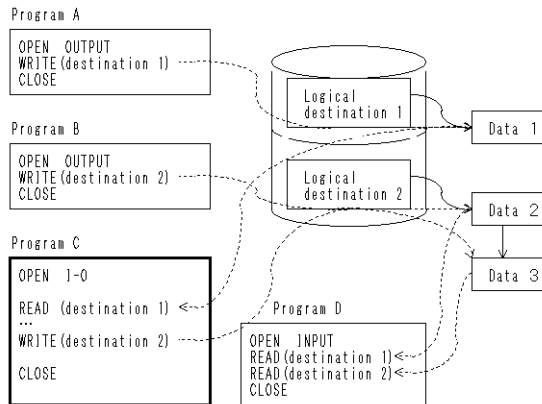 Program A
OPEN OUTPUT
WRITE(destination 1)
CLOSE
Program B
OPEN OUTPUT
WRITE(destination 2)
CLOSE
Program C
OPEN I-O
READ (destination 1)
…
WRITE(destination 2)
CLOSE
Logical
destination 1
Logical
destination 2
Data 1
Data 2
Data 3
Program D
OPEN INPUT
READ(destination 1)
READ(destination 2)
CLOSE